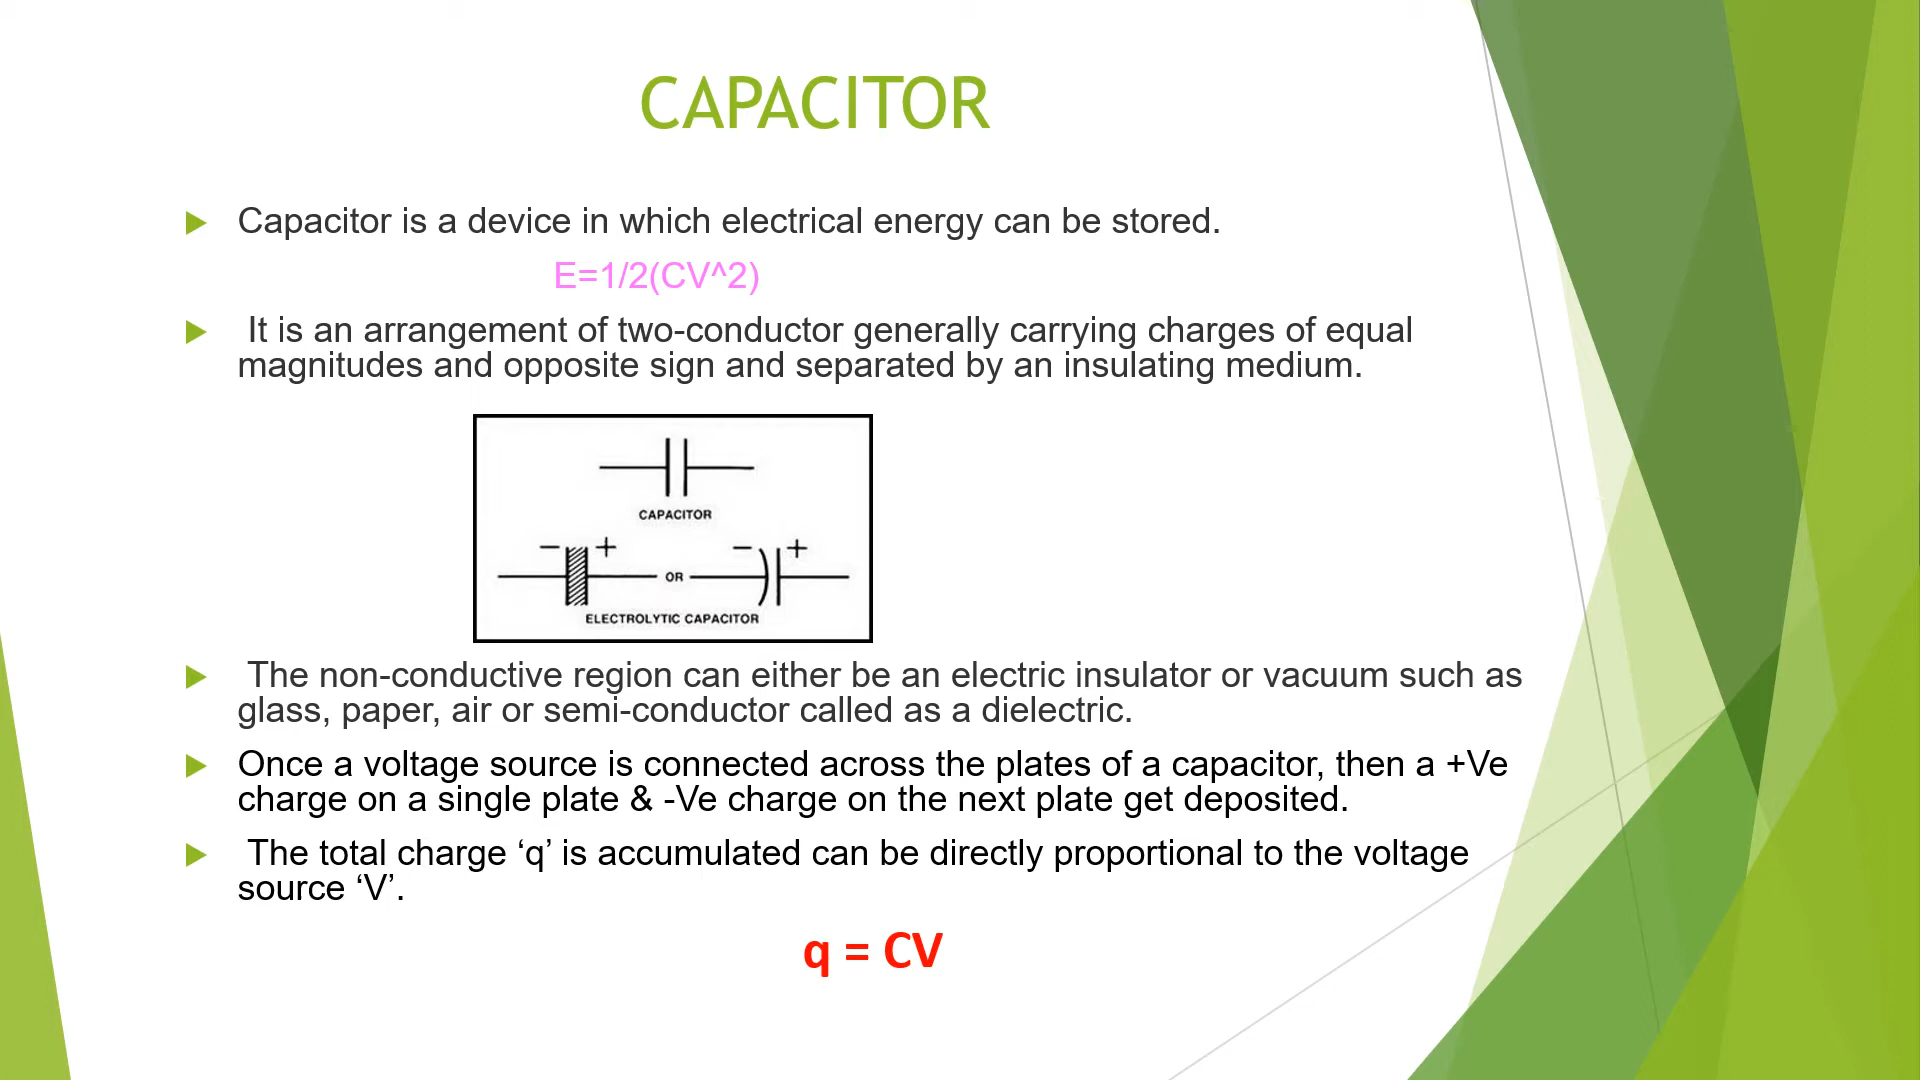 CAPACITOR
Capacitor is a device in which electrical energy can be stored.
E=1/2(CV^2)
It is an arrangement of two-conductor generally carrying charges of equal
magnitudes and opposite sign and separated by an insulating medium.
CAPACITOR
− + − +
OR
ELECTROLYTIC CAPACITOR
The non-conductive region can either be an electric insulator or vacuum such as
glass, paper, air or semi-conductor called as a dielectric.
Once a voltage source is connected across the plates of a capacitor, then a +Ve
charge on a single plate & -Ve charge on the next plate get deposited.
The total charge ‘q’ is accumulated can be directly proportional to the voltage
source ‘V’.
q = CV